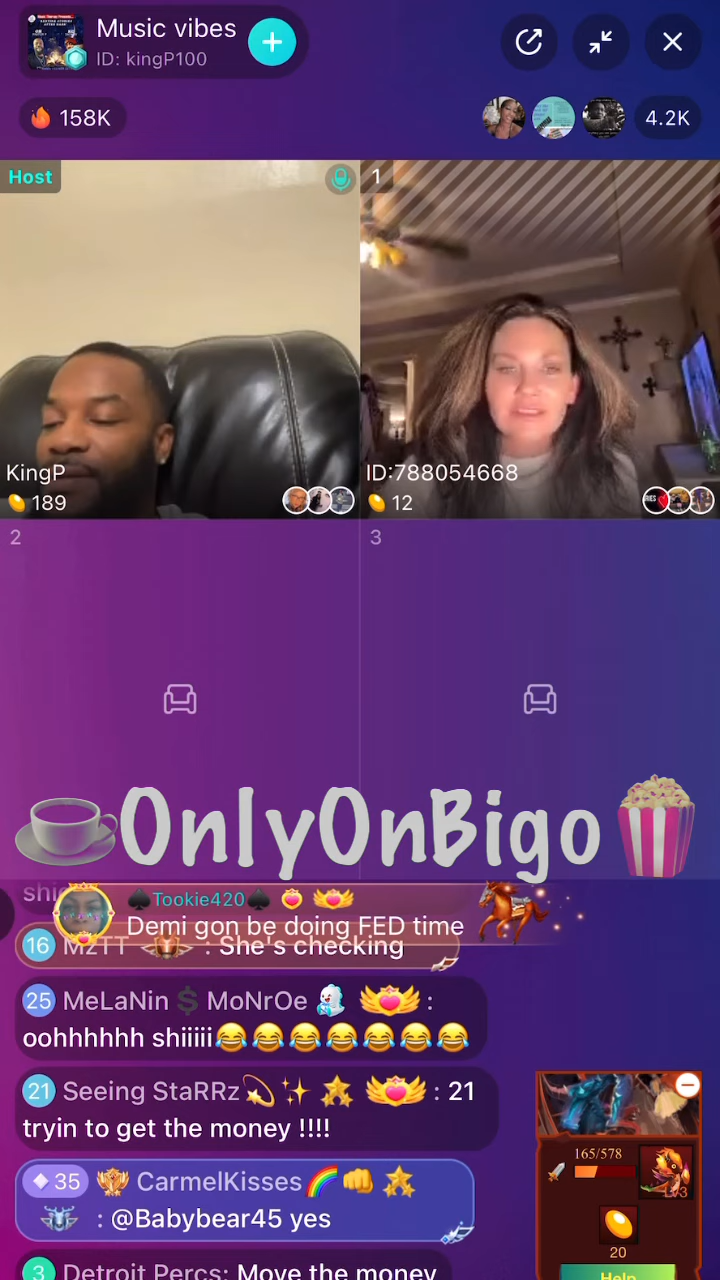 Music vibes
ID: kingP100
158K
4.2K
Host
1
KingP
189
ID:788054668
12
2
3
OnlyOnBigo
shi
Tookie420
Demi gon be doing FED time
16 MzTT : She's checking
25 MeLaNin $ MoNrOe :
oohhhhhh shiiiii
21 Seeing StaRRz : 21
tryin to get the money !!!!
35 CarmelKisses
: @Babybear45 yes
3 Detroit Percs: Move the money
165/578
20
Help